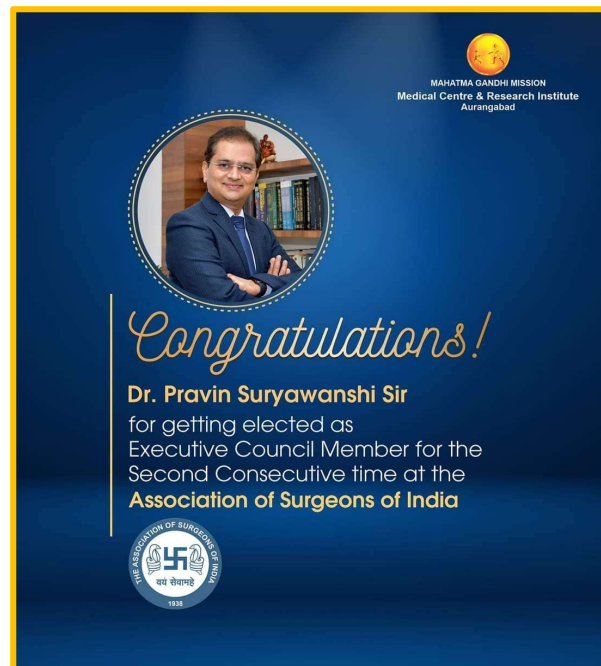 MAHATMA GANDHI MISSION
Medical Centre & Research Institute
Aurangabad
Congratulations!
Dr. Pravin Suryawanshi Sir
for getting elected as
Executive Council Member for the
Second Consecutive time at the
Association of Surgeons of India
THE ASSOCIATION OF SURGEONS OF INDIA
वयं सेवामहे
1938